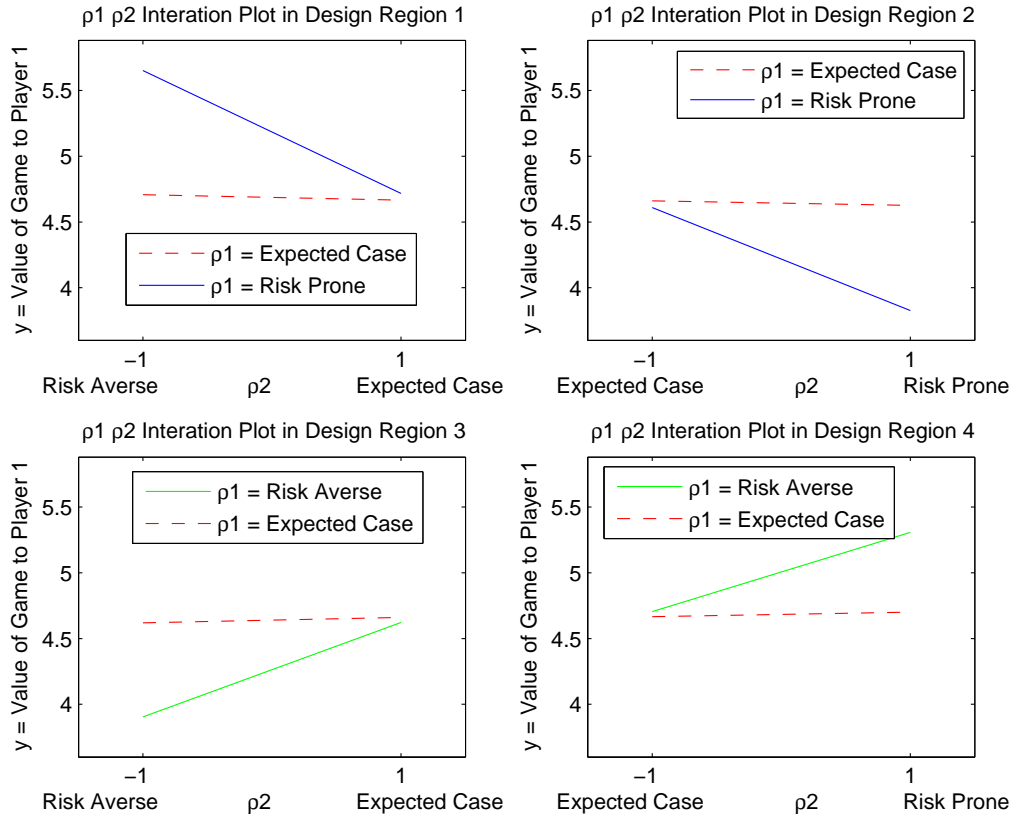 ρ1 ρ2 Interation Plot in Design Region 1
y = Value of Game to Player 1
5.5
5
4.5
4
ρ1 = Expected Case
ρ1 = Risk Prone
−1 1
Risk Averse ρ2 Expected Case
ρ1 ρ2 Interation Plot in Design Region 2
y = Value of Game to Player 1
5.5
5
4.5
4
ρ1 = Expected Case
ρ1 = Risk Prone
−1 1
Expected Case ρ2 Risk Prone
ρ1 ρ2 Interation Plot in Design Region 3
y = Value of Game to Player 1
5.5
5
4.5
4
ρ1 = Risk Averse
ρ1 = Expected Case
−1 1
Risk Averse ρ2 Expected Case
ρ1 ρ2 Interation Plot in Design Region 4
y = Value of Game to Player 1
5.5
5
4.5
4
ρ1 = Risk Averse
ρ1 = Expected Case
−1 1
Expected Case ρ2 Risk Prone